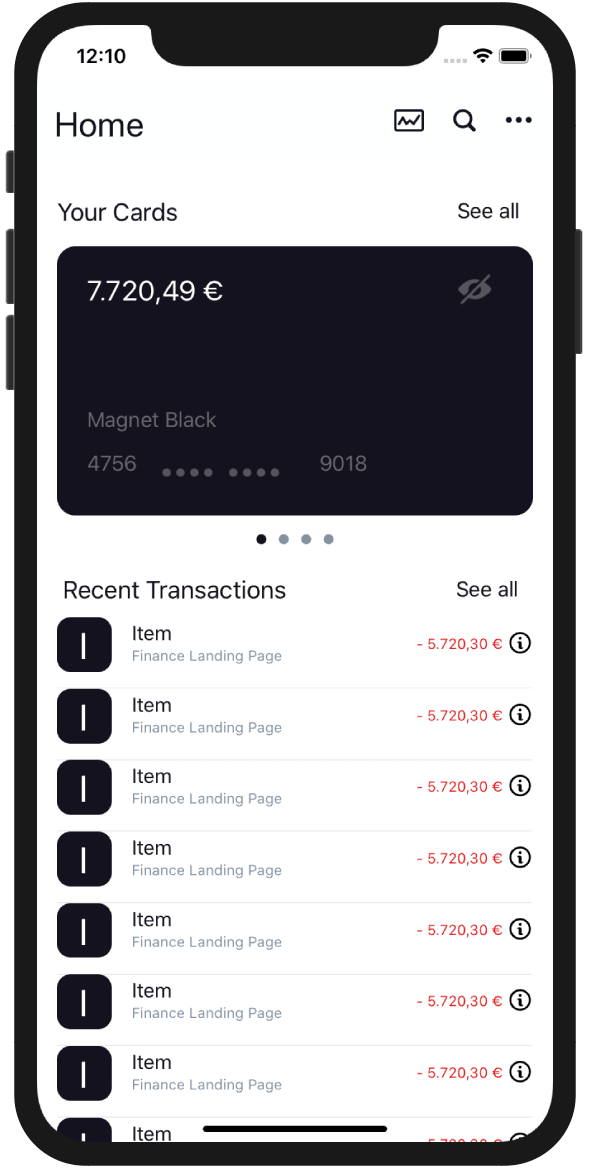 12:10
Home
Your Cards
See all
7.720,49 €
Magnet Black
4756 •••• •••• 9018
Recent Transactions
See all
I
Item
Finance Landing Page
- 5.720,30 €
I
Item
Finance Landing Page
- 5.720,30 €
I
Item
Finance Landing Page
- 5.720,30 €
I
Item
Finance Landing Page
- 5.720,30 €
I
Item
Finance Landing Page
- 5.720,30 €
I
Item
Finance Landing Page
- 5.720,30 €
I
Item
Finance Landing Page
- 5.720,30 €
Item